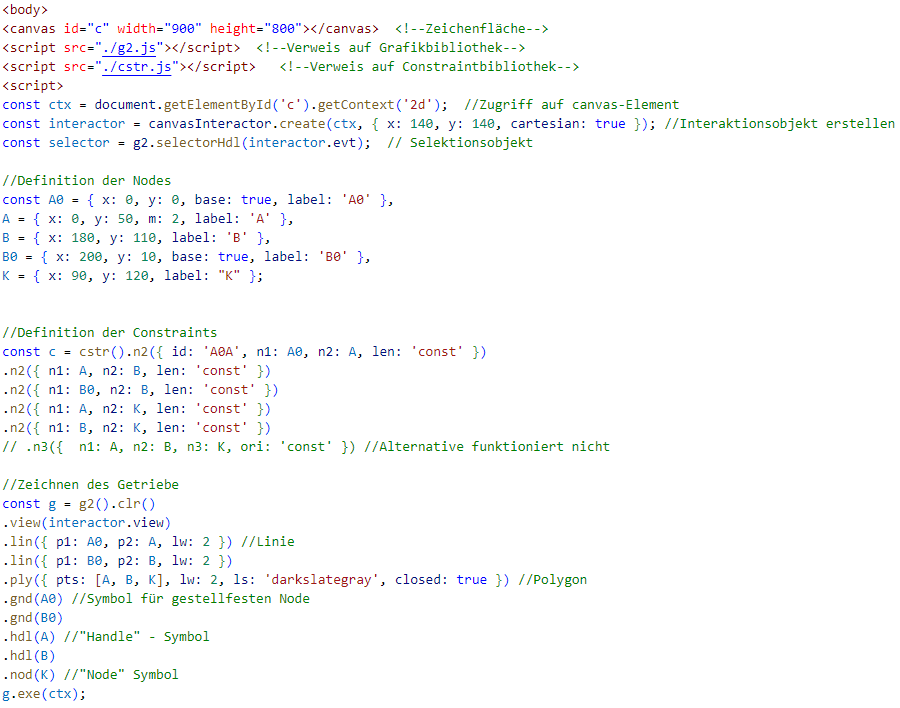 <body>
<canvas id="c" width="900" height="800"></canvas>  <!--Zeichenfläche-->
<script src="./g2.js"></script>  <!--Verweis auf Grafikbibliothek-->
<script src="./cstr.js"></script>   <!--Verweis auf Constraintbibliothek-->
<script>
const ctx = document.getElementById('c').getContext('2d');  //Zugriff auf canvas-Element
const interactor = canvasInteractor.create(ctx, { x: 140, y: 140, cartesian: true }); //Interaktionsobjekt erstellen
const selector = g2.selectorHdl(interactor.evt);  // Selektionsobjekt

//Definition der Nodes
const A0 = { x: 0, y: 0, base: true, label: 'A0' },
A = { x: 0, y: 50, m: 2, label: 'A' },
B = { x: 180, y: 110, label: 'B' },
B0 = { x: 200, y: 10, base: true, label: 'B0' },
K = { x: 90, y: 120, label: "K" };

//Definition der Constraints
const c = cstr().n2({ id: 'A0A', n1: A0, n2: A, len: 'const' })
.n2({ n1: A, n2: B, len: 'const' })
.n2({ n1: B0, n2: B, len: 'const' })
.n2({ n1: A, n2: K, len: 'const' })
.n2({ n1: B, n2: K, len: 'const' })
// .n3({  n1: A, n2: B, n3: K, ori: 'const' }) //Alternative funktioniert nicht

//Zeichnen des Getriebe
const g = g2().clr()
.view(interactor.view)
.lin({ p1: A0, p2: A, lw: 2 }) //Linie
.lin({ p1: B0, p2: B, lw: 2 })
.ply({ pts: [A, B, K], lw: 2, ls: 'darkslategray', closed: true }) //Polygon
.gnd(A0) //Symbol für gestellfesten Node
.gnd(B0)
.hdl(A) //"Handle" - Symbol
.hdl(B)
.nod(K) //"Node" Symbol
g.exe(ctx);